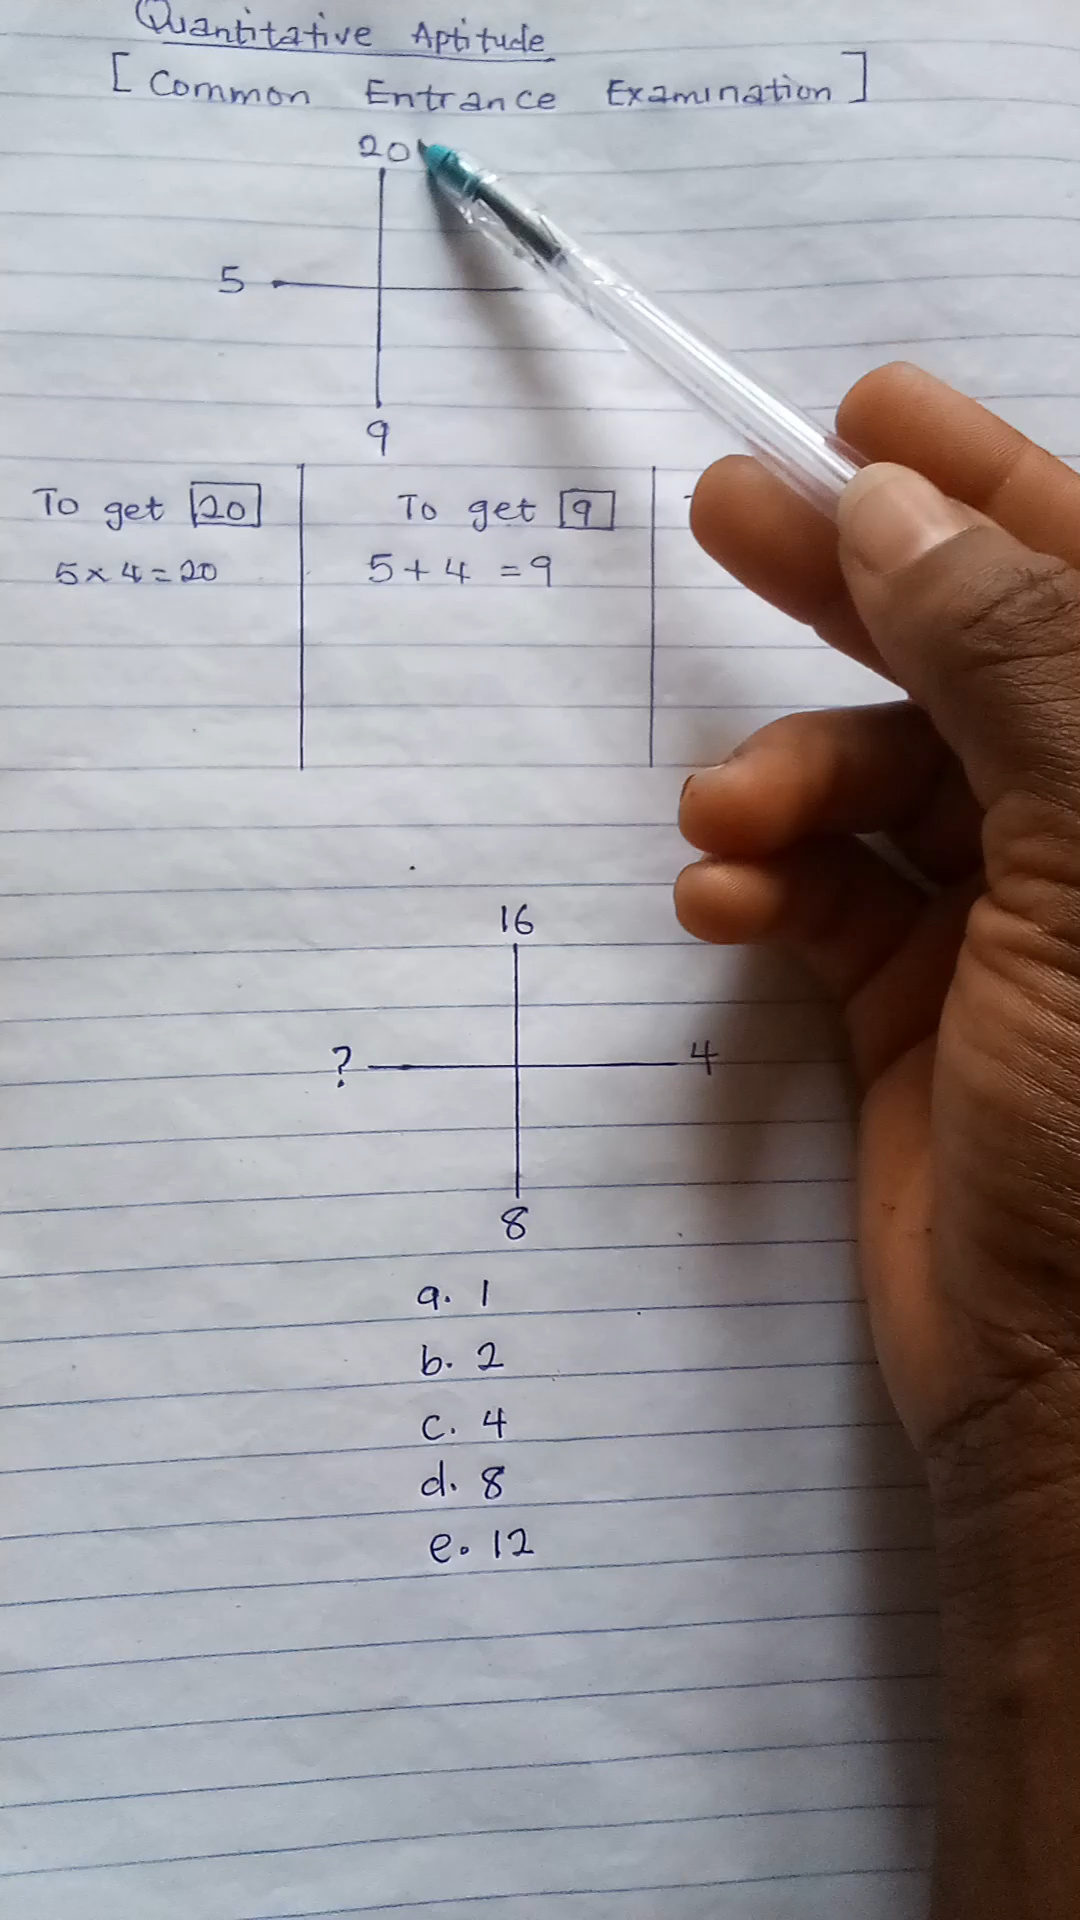 Quantitative Aptitude
[Common Entrance Examination]
20
5
9
To get 20
5 x 4 = 20
To get 9
5 + 4 = 9
16
? 4
8
a. 1
b. 2
c. 4
d. 8
e. 12